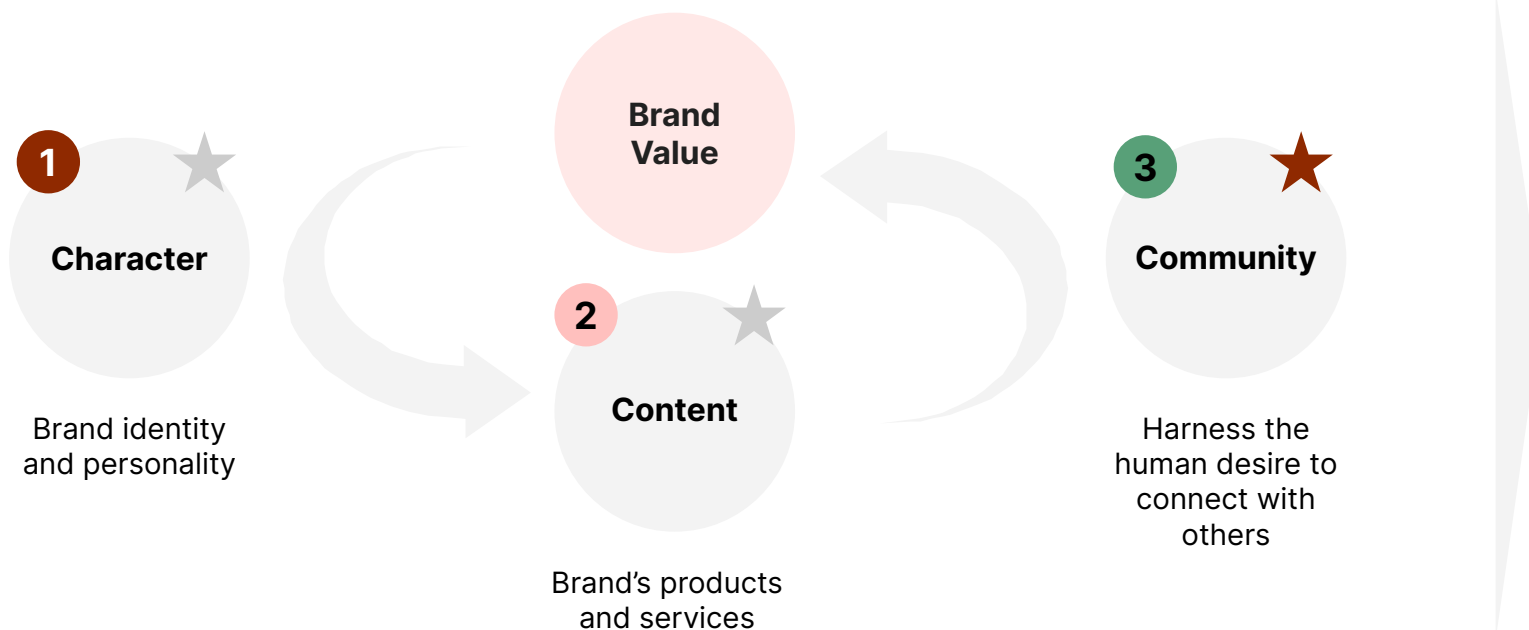 Brand
Value
1
Character
Brand identity
and personality
2
Content
Brand’s products
and services
3
Community
Harness the
human desire to
connect with
others